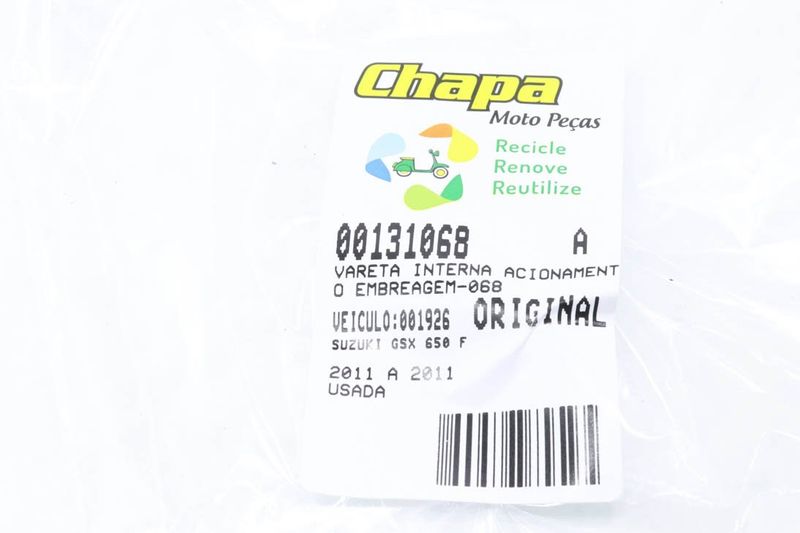 Chapa
Moto Peças
Recicle
Renove
Reutilize
00131068 A
VARETA INTERNA ACIONAMENT
O EMBREAGEM-068
VEICULO:001926 ORIGINAL
SUZUKI GSX 650 F
2011 A 2011
USADA